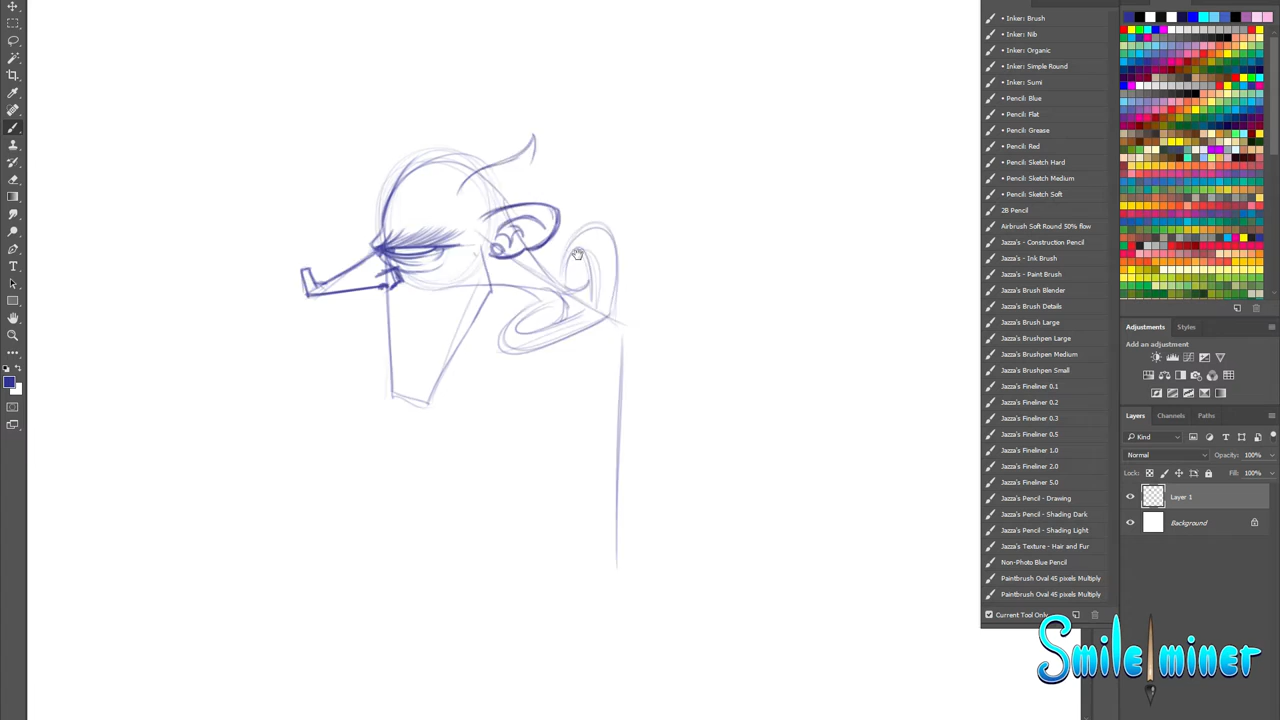 • Inker: Brush
• Inker: Nib
• Inker: Organic
• Inker: Simple Round
• Inker: Sumi
• Pencil: Blue
• Pencil: Flat
• Pencil: Grease
• Pencil: Red
• Pencil: Sketch Hard
• Pencil: Sketch Medium
• Pencil: Sketch Soft
2B Pencil
Airbrush Soft Round 50% flow
Jazza's - Construction Pencil
Jazza's - Ink Brush
Jazza's - Paint Brush
Jazza's Brush Blender
Jazza's Brush Details
Jazza's Brush Large
Jazza's Brushpen Large
Jazza's Brushpen Medium
Jazza's Brushpen Small
Jazza's Fineliner 0.1
Jazza's Fineliner 0.2
Jazza's Fineliner 0.3
Jazza's Fineliner 0.5
Jazza's Fineliner 1.0
Jazza's Fineliner 2.0
Jazza's Fineliner 5.0
Jazza's Pencil - Drawing
Jazza's Pencil - Shading Dark
Jazza's Pencil - Shading Light
Jazza's Texture - Hair and Fur
Non-Photo Blue Pencil
Paintbrush Oval 45 pixels Multiply
Paintbrush Oval 45 pixels Multiply
Current Tool Only
Adjustments Styles
Add an adjustment
Layers Channels Paths
Kind
Normal Opacity: 100%
Lock: Fill: 100%
Layer 1
Background
Smile miner